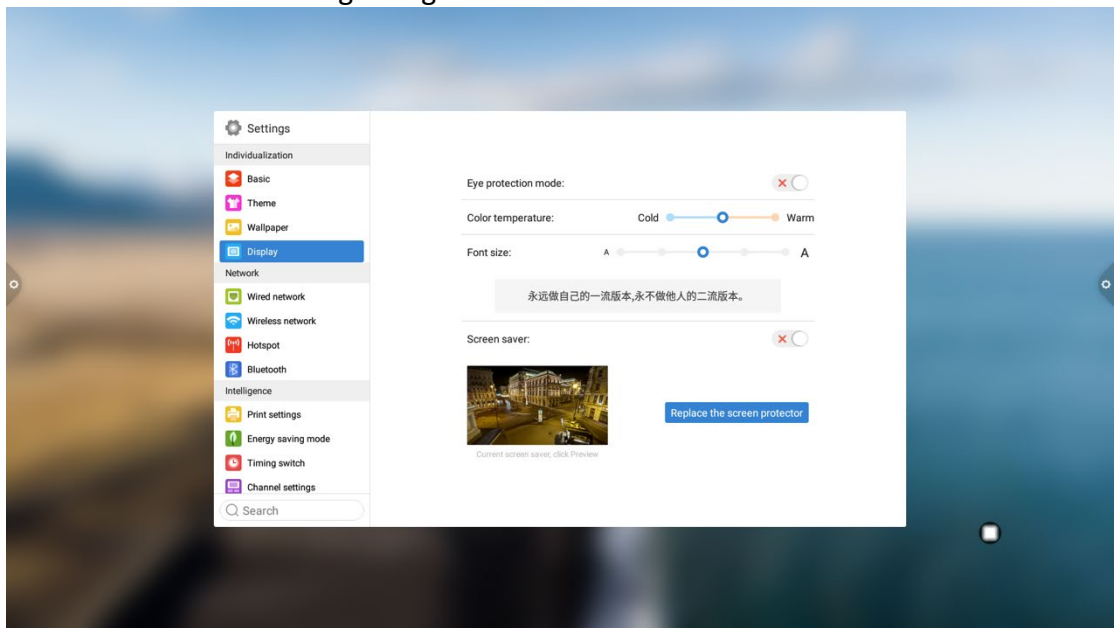 Settings
Individualization
Basic
Theme
Wallpaper
Display
Network
Wired network
Wireless network
Hotspot
Bluetooth
Intelligence
Print settings
Energy saving mode
Timing switch
Channel settings
Search
Eye protection mode:
Color temperature: Cold Warm
Font size: A A
永远做自己的一流版本,永不做他人的二流版本。
Screen saver:
Replace the screen protector
Current screen saver, click Preview